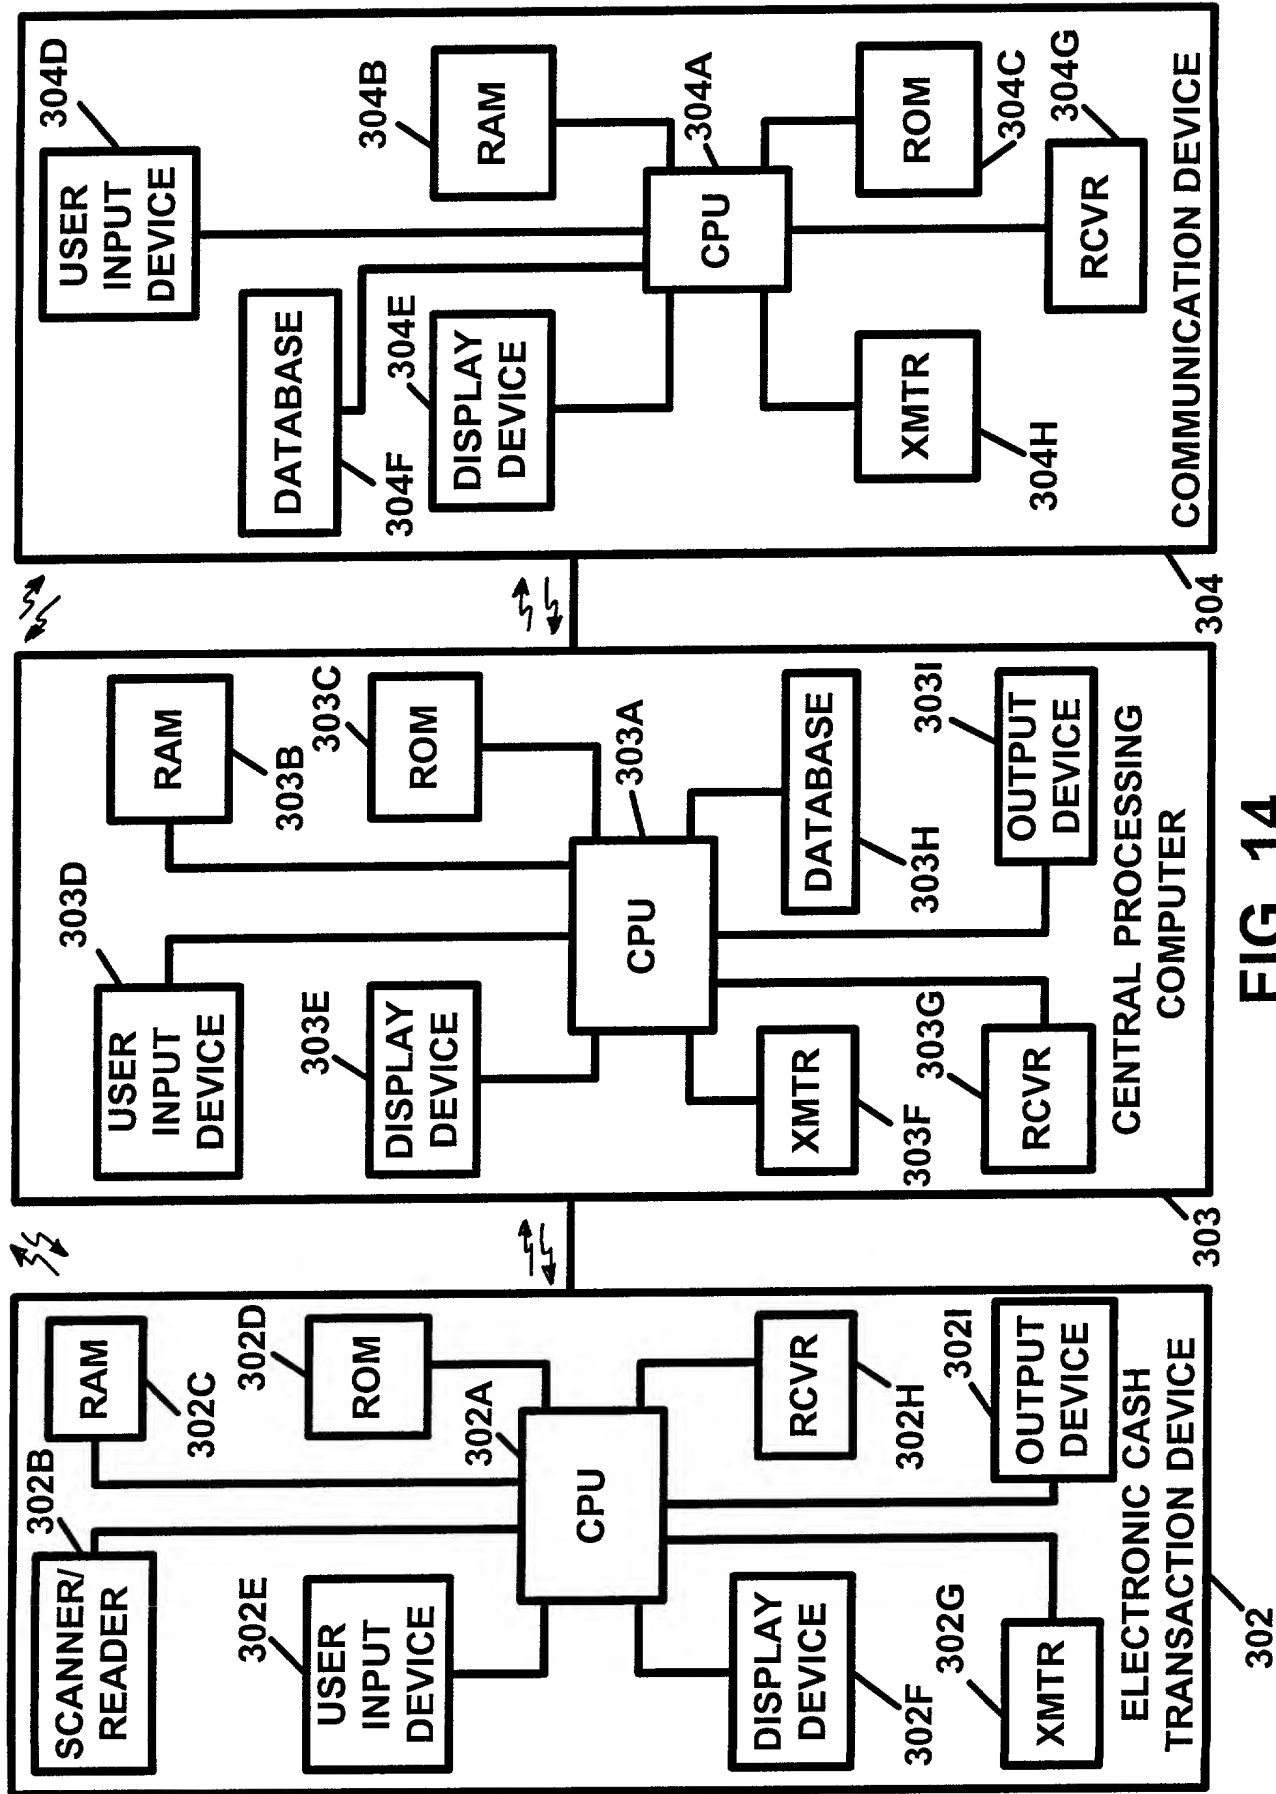 302B
SCANNER/
READER
RAM
302C
302E
USER
INPUT
DEVICE
302D
ROM
302A
CPU
DISPLAY
DEVICE
302F
RCVR
302H
302G
XMTR
302I
OUTPUT
DEVICE
ELECTRONIC CASH
TRANSACTION DEVICE
302
303D
USER
INPUT
DEVICE
RAM
303B
303E
DISPLAY
DEVICE
303C
ROM
303A
CPU
XMTR
303F
DATABASE
303H
303G
RCVR
303I
OUTPUT
DEVICE
CENTRAL PROCESSING
COMPUTER
303
304D
USER
INPUT
DEVICE
DATABASE
304F
304E
DISPLAY
DEVICE
304B
RAM
304A
CPU
XMTR
304H
ROM
304C
304G
RCVR
COMMUNICATION DEVICE
304
FIG. 14